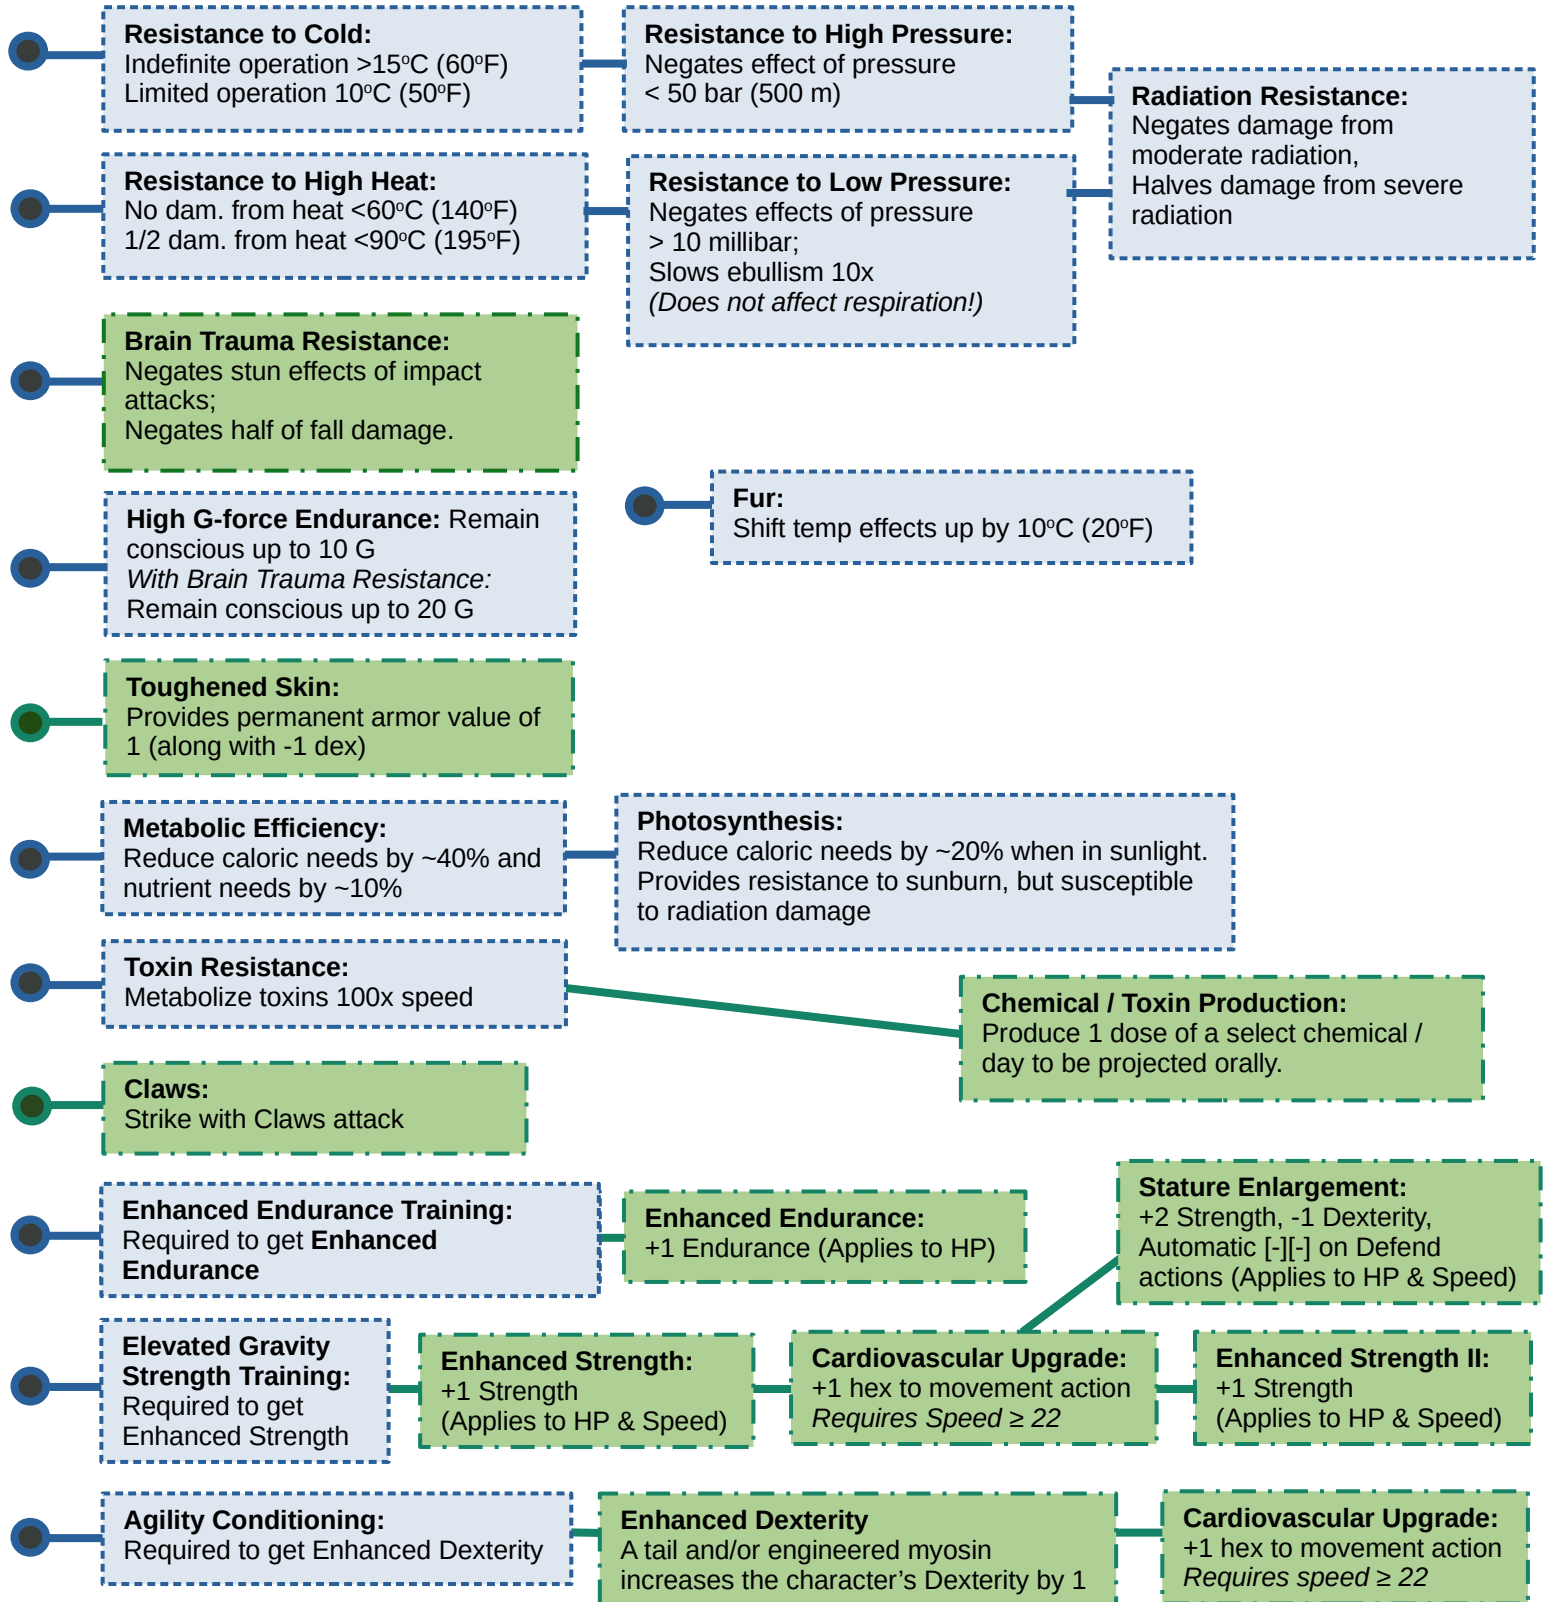 Resistance to Cold:
Indefinite operation >15ºC (60ºF)
Limited operation 10ºC (50ºF)
Resistance to High Pressure:
Negates effect of pressure
< 50 bar (500 m)
Radiation Resistance:
Negates damage from
moderate radiation,
Halves damage from severe
radiation
Resistance to High Heat:
No dam. from heat <60ºC (140ºF)
1/2 dam. from heat <90ºC (195ºF)
Resistance to Low Pressure:
Negates effects of pressure
> 10 millibar;
Slows ebullism 10x
(Does not affect respiration!)
Brain Trauma Resistance:
Negates stun effects of impact
attacks;
Negates half of fall damage.
Fur:
Shift temp effects up by 10ºC (20ºF)
High G-force Endurance: Remain
conscious up to 10 G
With Brain Trauma Resistance:
Remain conscious up to 20 G
Toughened Skin:
Provides permanent armor value of
1 (along with -1 dex)
Metabolic Efficiency:
Reduce caloric needs by ~40% and
nutrient needs by ~10%
Photosynthesis:
Reduce caloric needs by ~20% when in sunlight.
Provides resistance to sunburn, but susceptible
to radiation damage
Toxin Resistance:
Metabolize toxins 100x speed
Chemical / Toxin Production:
Produce 1 dose of a select chemical /
day to be projected orally.
Claws:
Strike with Claws attack
Enhanced Endurance Training:
Required to get Enhanced
Endurance
Enhanced Endurance:
+1 Endurance (Applies to HP)
Stature Enlargement:
+2 Strength, -1 Dexterity,
Automatic [-][-] on Defend
actions (Applies to HP & Speed)
Elevated Gravity
Strength Training:
Required to get
Enhanced Strength
Enhanced Strength:
+1 Strength
(Applies to HP & Speed)
Cardiovascular Upgrade:
+1 hex to movement action
Requires Speed ≥ 22
Enhanced Strength II:
+1 Strength
(Applies to HP & Speed)
Agility Conditioning:
Required to get Enhanced Dexterity
Enhanced Dexterity
A tail and/or engineered myosin
increases the character's Dexterity by 1
Cardiovascular Upgrade:
+1 hex to movement action
Requires speed ≥ 22